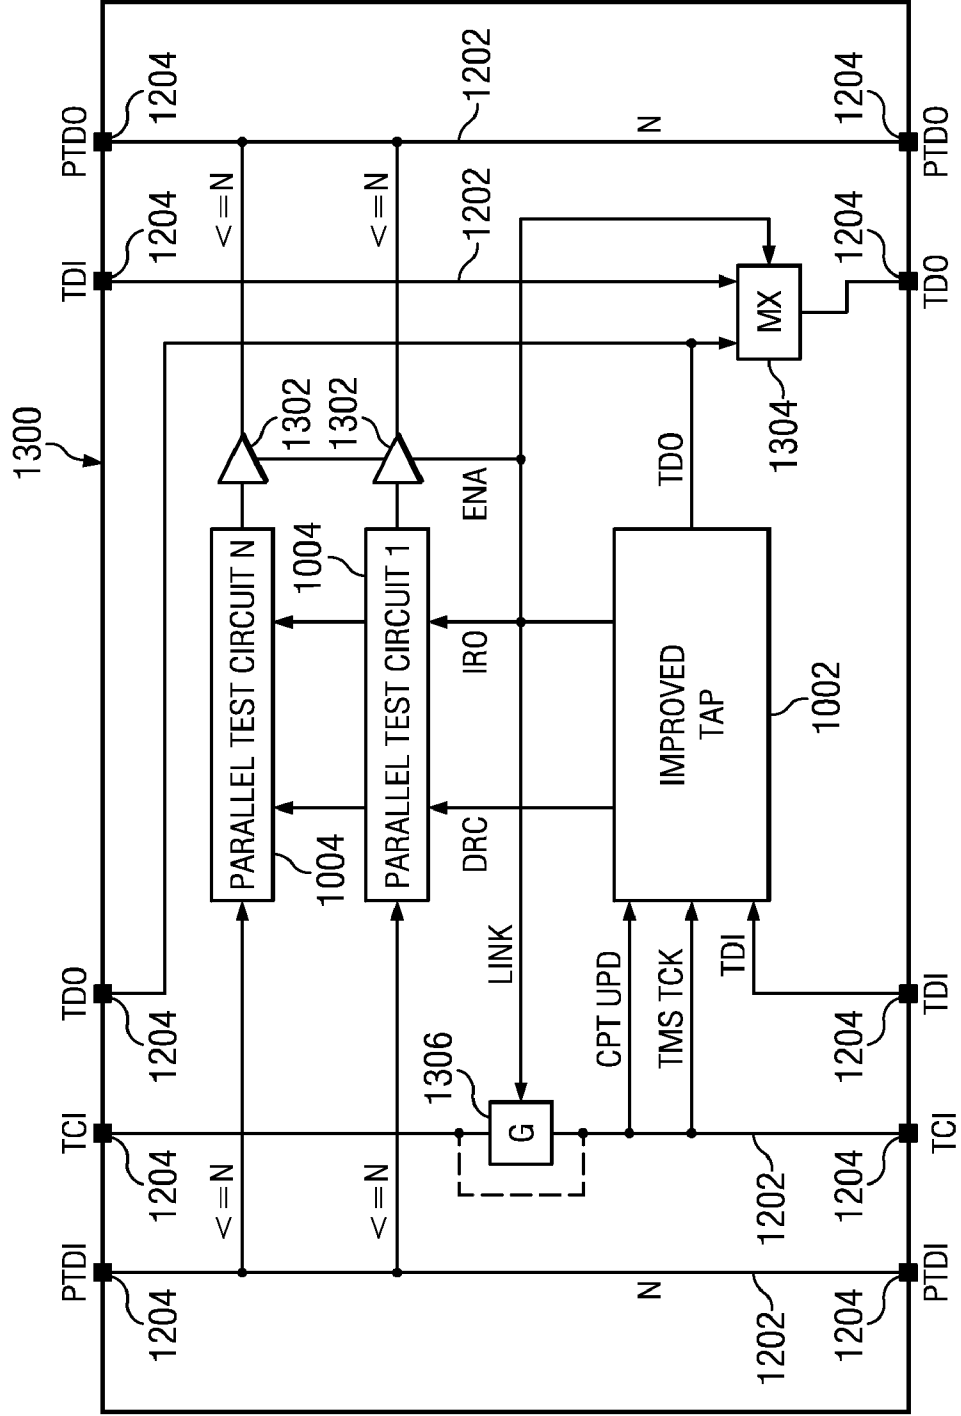 1300
PTDI
TCI
TDO
TDI
PTDO
1204
1204
1204
1204
1204
<=N
PARALLEL TEST CIRCUIT N
<=N
1004
1302
1302
1004
<=N
PARALLEL TEST CIRCUIT 1
<=N
1202
1202
1306
G
LINK
DRC
IRO
ENA
CPT UPD
TMS TCK
TDI
IMPROVED
TAP
TDO
1002
1304
MX
N
N
1202
1202
1204
1204
1204
1204
1204
PTDI
TCI
TDI
TDO
PTDO